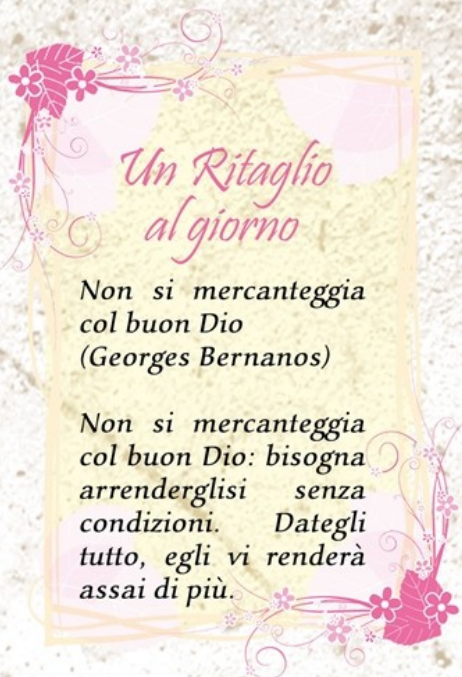 Un Ritaglio
al giorno
Non si mercanteggia
col buon Dio
(Georges Bernanos)
Non si mercanteggia
col buon Dio: bisogna
arrenderglisi senza
condizioni. Dategli
tutto, egli vi renderà
assai di più.